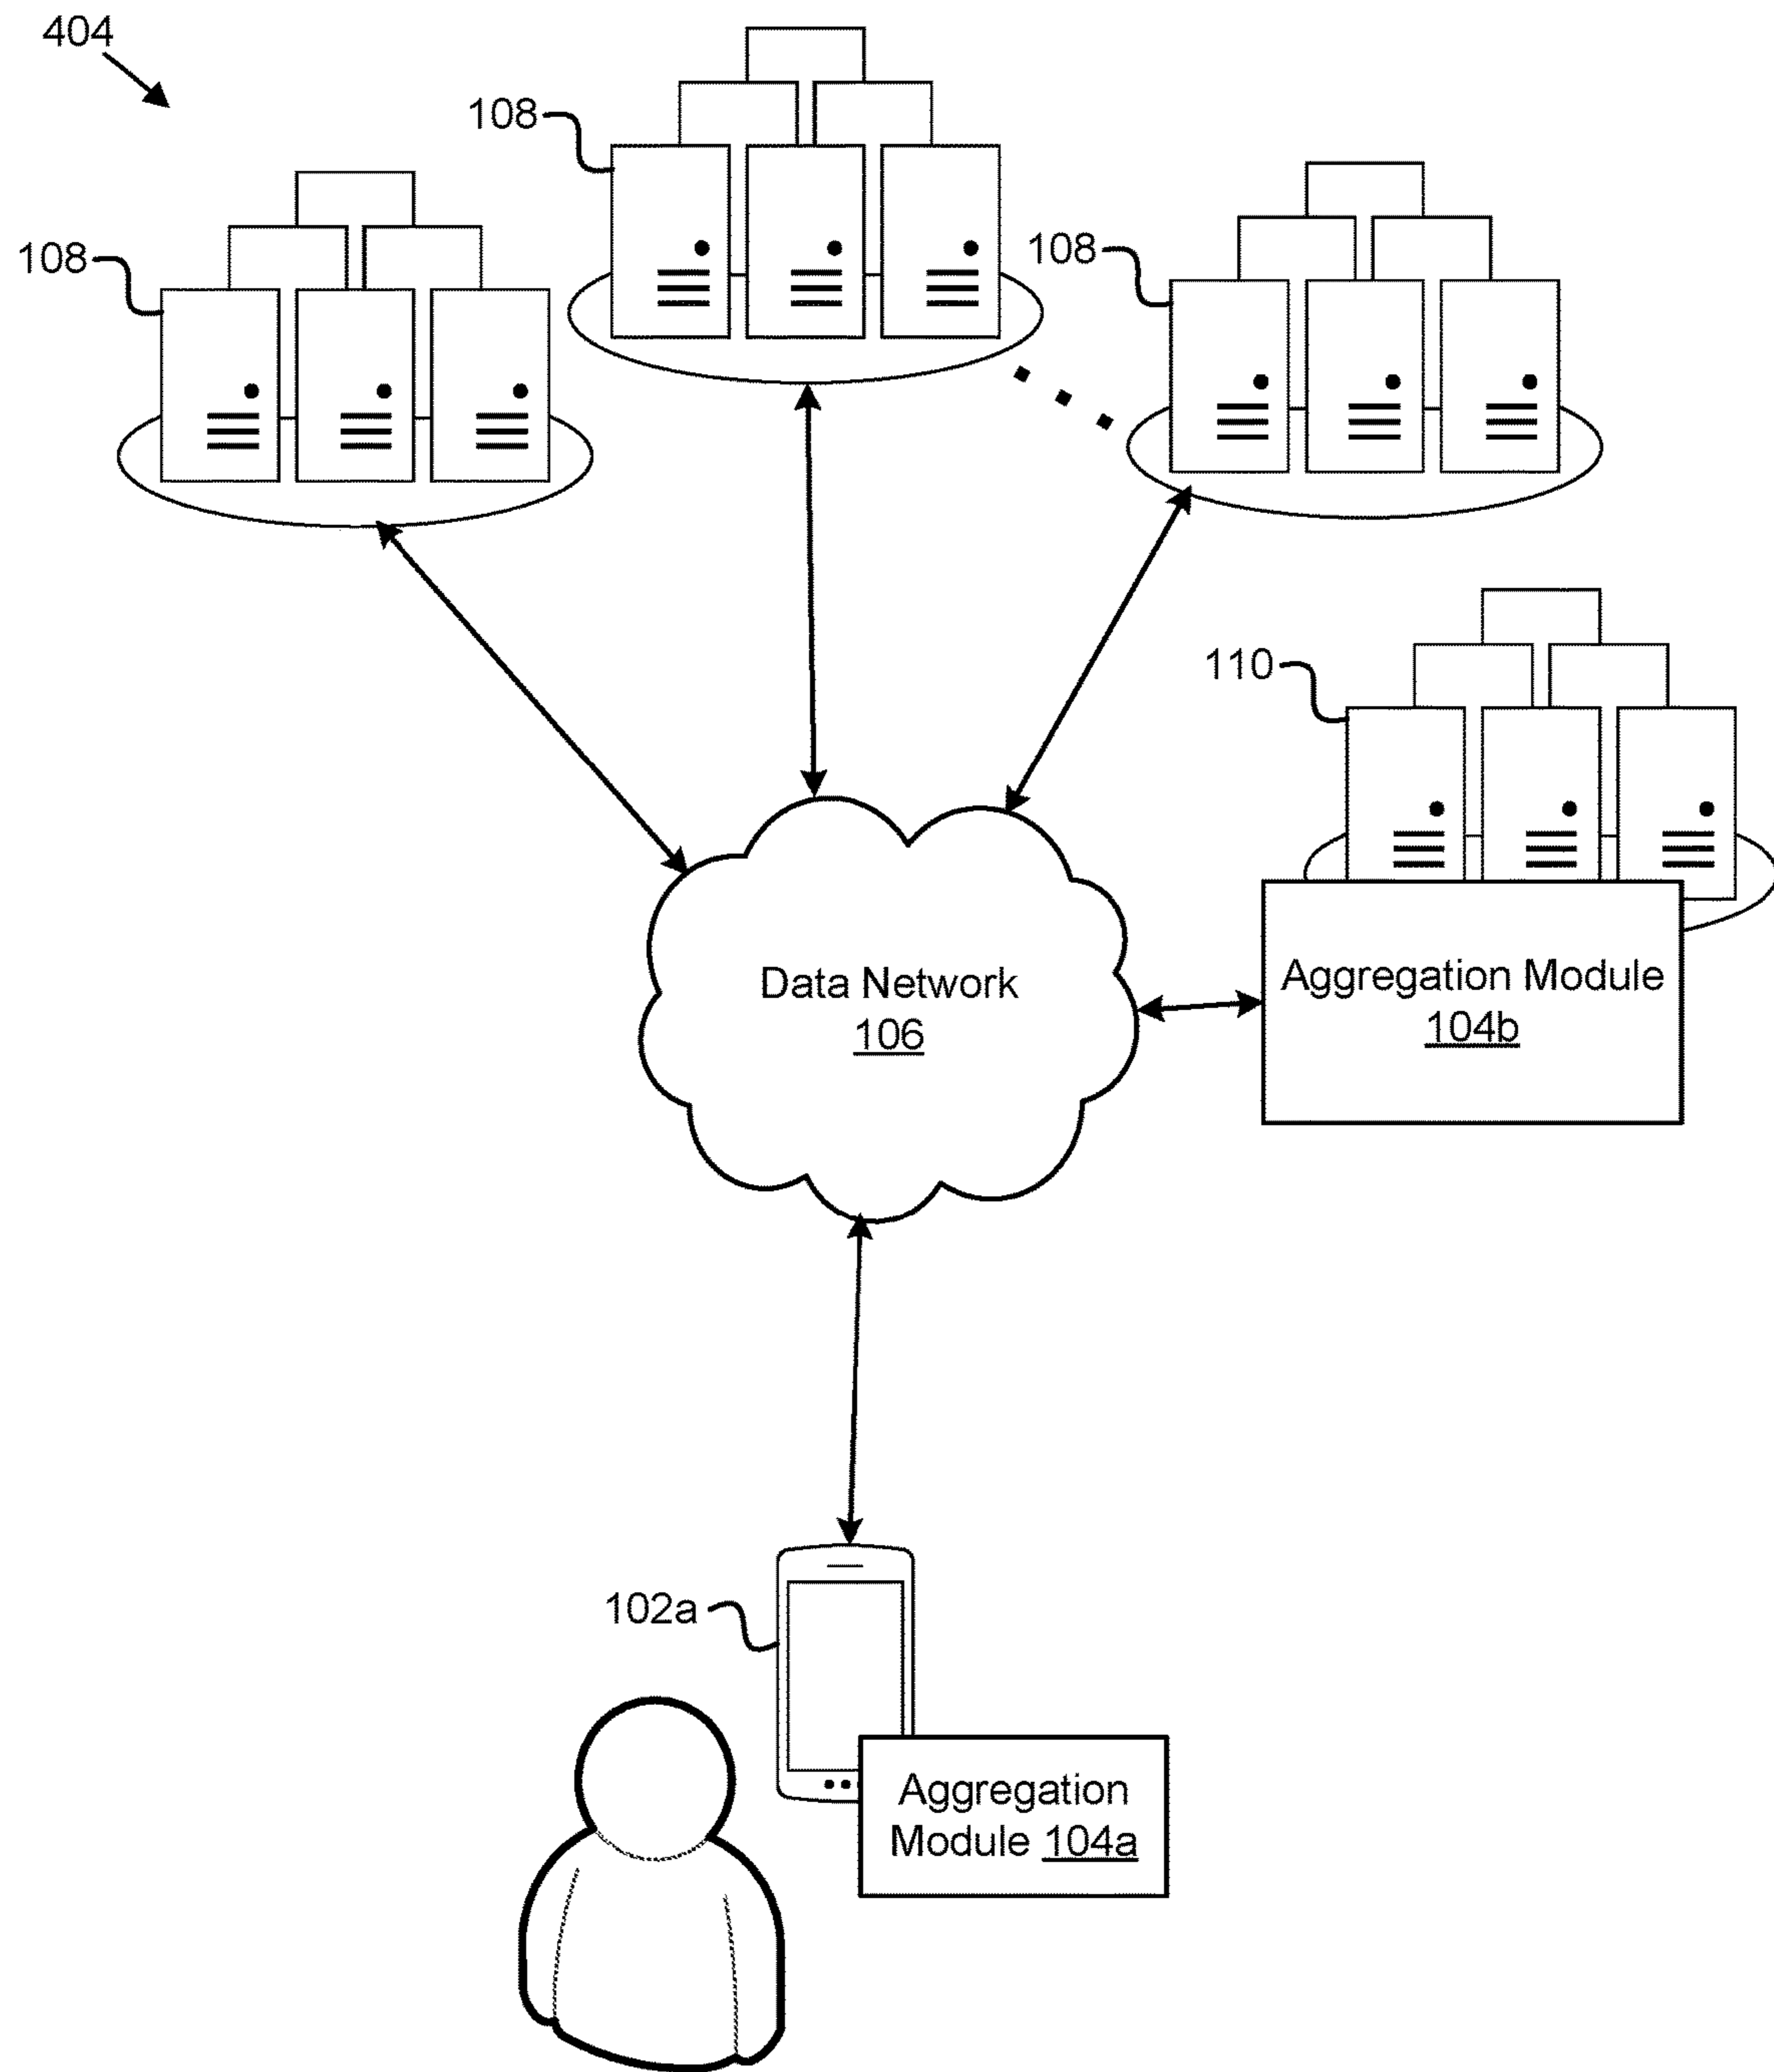 404
108
108
108
110
Data Network
106
Aggregation Module
104b
102a
Aggregation
Module 104a